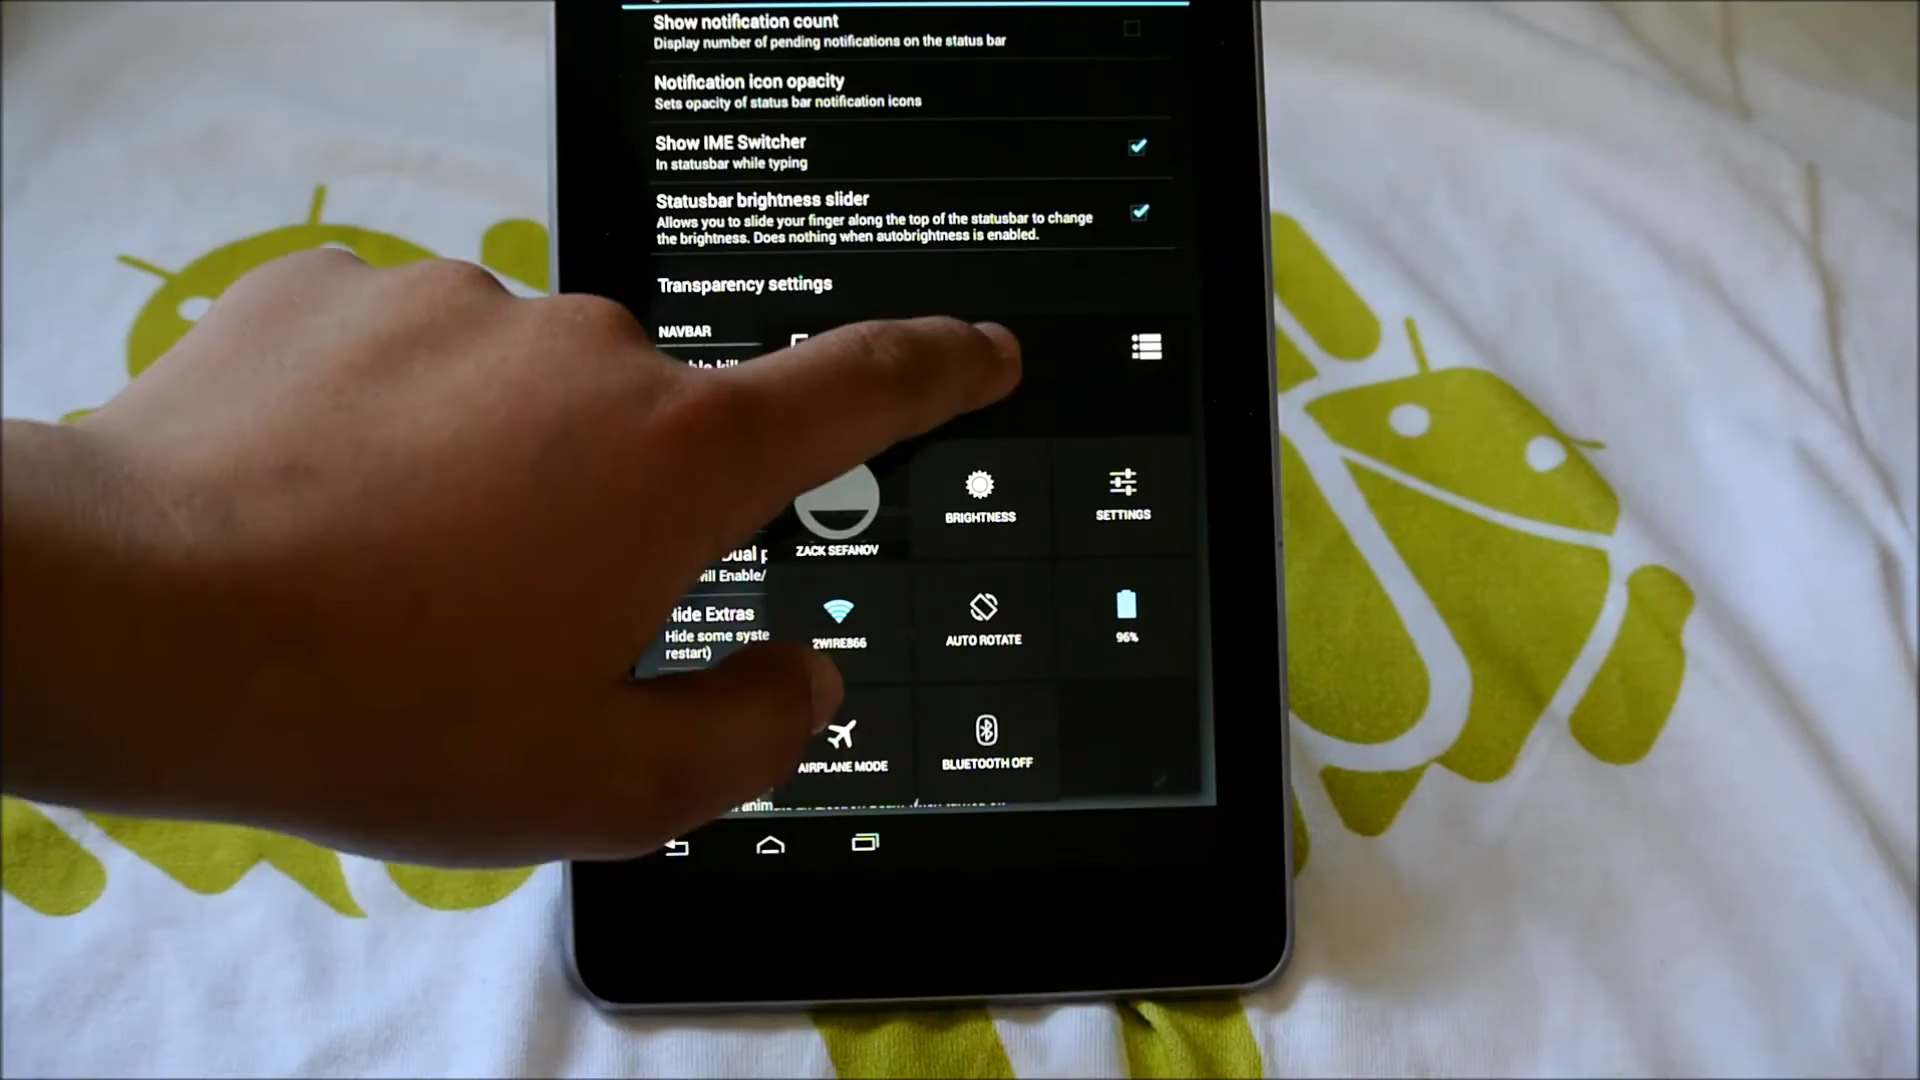 Show notification count
Display number of pending notifications on the status bar
Notification icon opacity
Sets opacity of status bar notification icons
Show IME Switcher
In statusbar while typing
Statusbar brightness slider
Allows you to slide your finger along the top of the statusbar to change
the brightness. Does nothing when autobrightness is enabled.
Transparency settings
NAVBAR
BRIGHTNESS
SETTINGS
ZACK SEFANOV
Dual p
will Enable/
Hide Extras
Hide some syste
restart)
2WIRE866
AUTO ROTATE
96%
AIRPLANE MODE
BLUETOOTH OFF